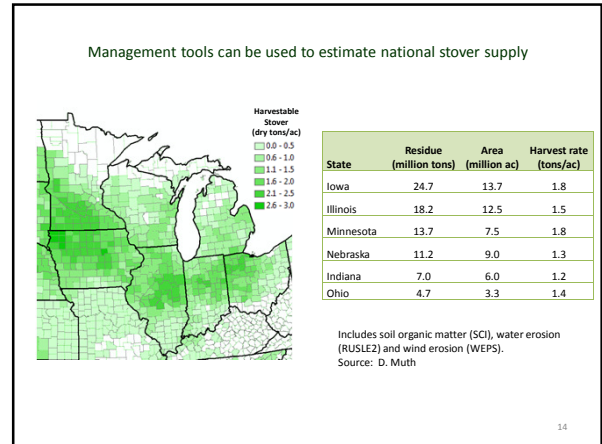 Management tools can be used to estimate national stover supply
Harvestable
Stover
(dry tons/ac)
0.0 - 0.5
0.6 - 1.0
1.1 - 1.5
1.6 - 2.0
2.1 - 2.5
2.6 - 3.0
State Residue (million tons) Area (million ac) Harvest rate (tons/ac)
Iowa 24.7 13.7 1.8
Illinois 18.2 12.5 1.5
Minnesota 13.7 7.5 1.8
Nebraska 11.2 9.0 1.3
Indiana 7.0 6.0 1.2
Ohio 4.7 3.3 1.4
Includes soil organic matter (SCI), water erosion
(RUSLE2) and wind erosion (WEPS).
Source: D. Muth
14